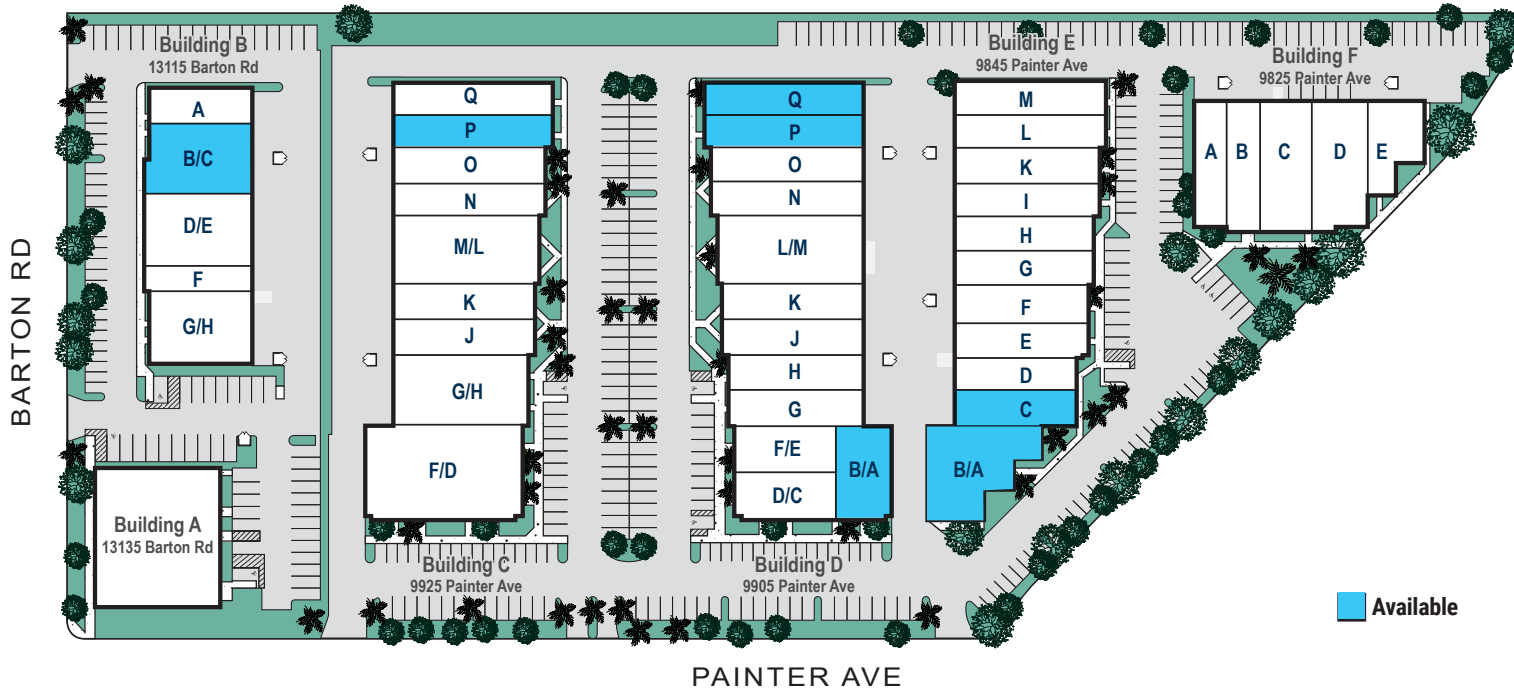 Building B
13115 Barton Rd
A
B/C
D/E
F
G/H
BARTON RD
Building A
13135 Barton Rd
Q
P
O
N
M/L
K
J
G/H
F/D
Building C
9925 Painter Ave
Q
P
O
N
L/M
K
J
H
G
F/E
D/C
B/A
Building D
9905 Painter Ave
Building E
9845 Painter Ave
M
L
K
I
H
G
F
E
D
C
B/A
Building F
9825 Painter Ave
A
B
C
D
E
Available
PAINTER AVE